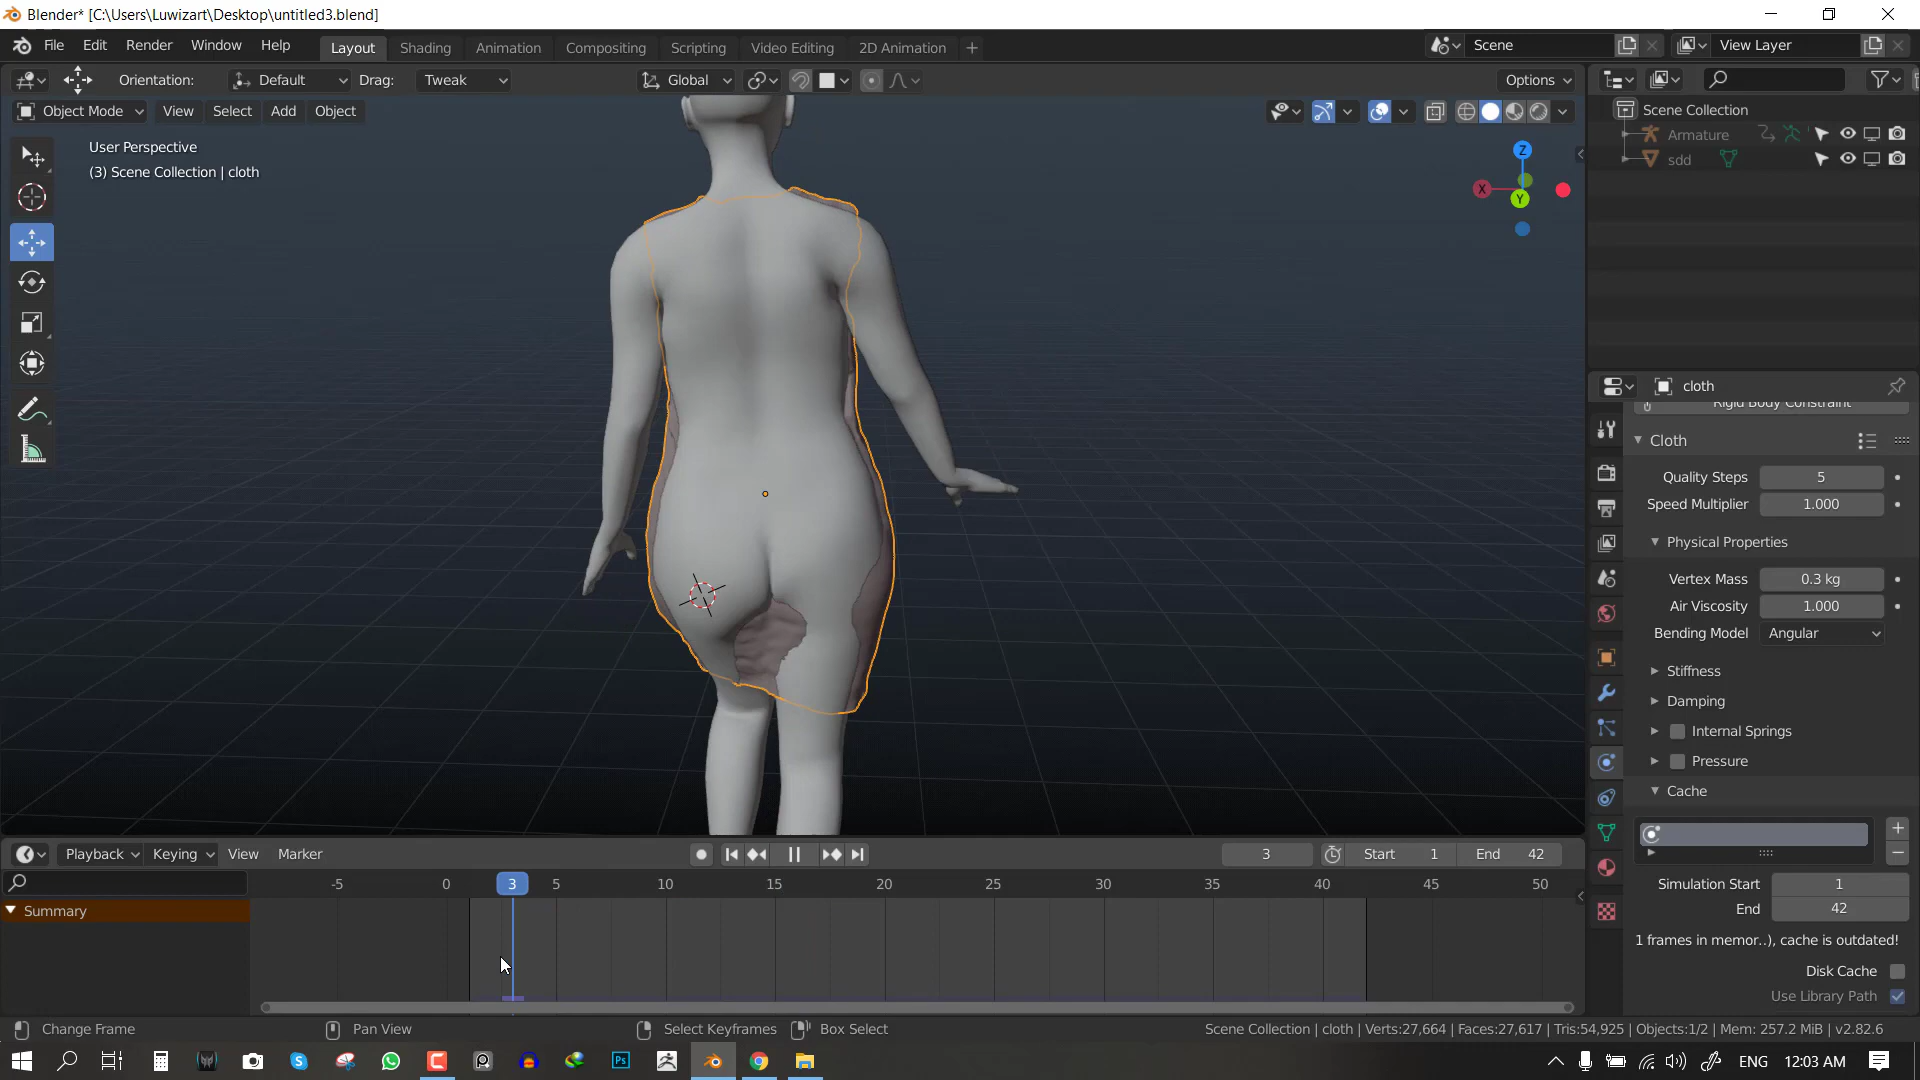 Blender* [C:\Users\Luwizart\Desktop\untitled3.blend]
File Edit Render Window Help Layout Shading Animation Compositing Scripting Video Editing 2D Animation + Scene View Layer
Orientation: Default Drag: Tweak Global Options
Object Mode View Select Add Object
User Perspective
(3) Scene Collection | cloth
Z
X
Y
Scene Collection
Armature
sdd
cloth
Rigid Body Constraint
Cloth
Quality Steps 5
Speed Multiplier 1.000
Physical Properties
Vertex Mass 0.3 kg
Air Viscosity 1.000
Bending Model Angular
Stiffness
Damping
Internal Springs
Pressure
Cache
Simulation Start 1
End 42
1 frames in memor..), cache is outdated!
Disk Cache
Use Library Path
Playback Keying View Marker 3 Start 1 End 42
-5 0 3 5 10 15 20 25 30 35 40 45 50
Summary
Change Frame Pan View Select Keyframes Box Select Scene Collection | cloth | Verts:27,664 | Faces:27,617 | Tris:54,925 | Objects:1/2 | Mem: 257.2 MiB | v2.82.6
Ps ENG 12:03 AM